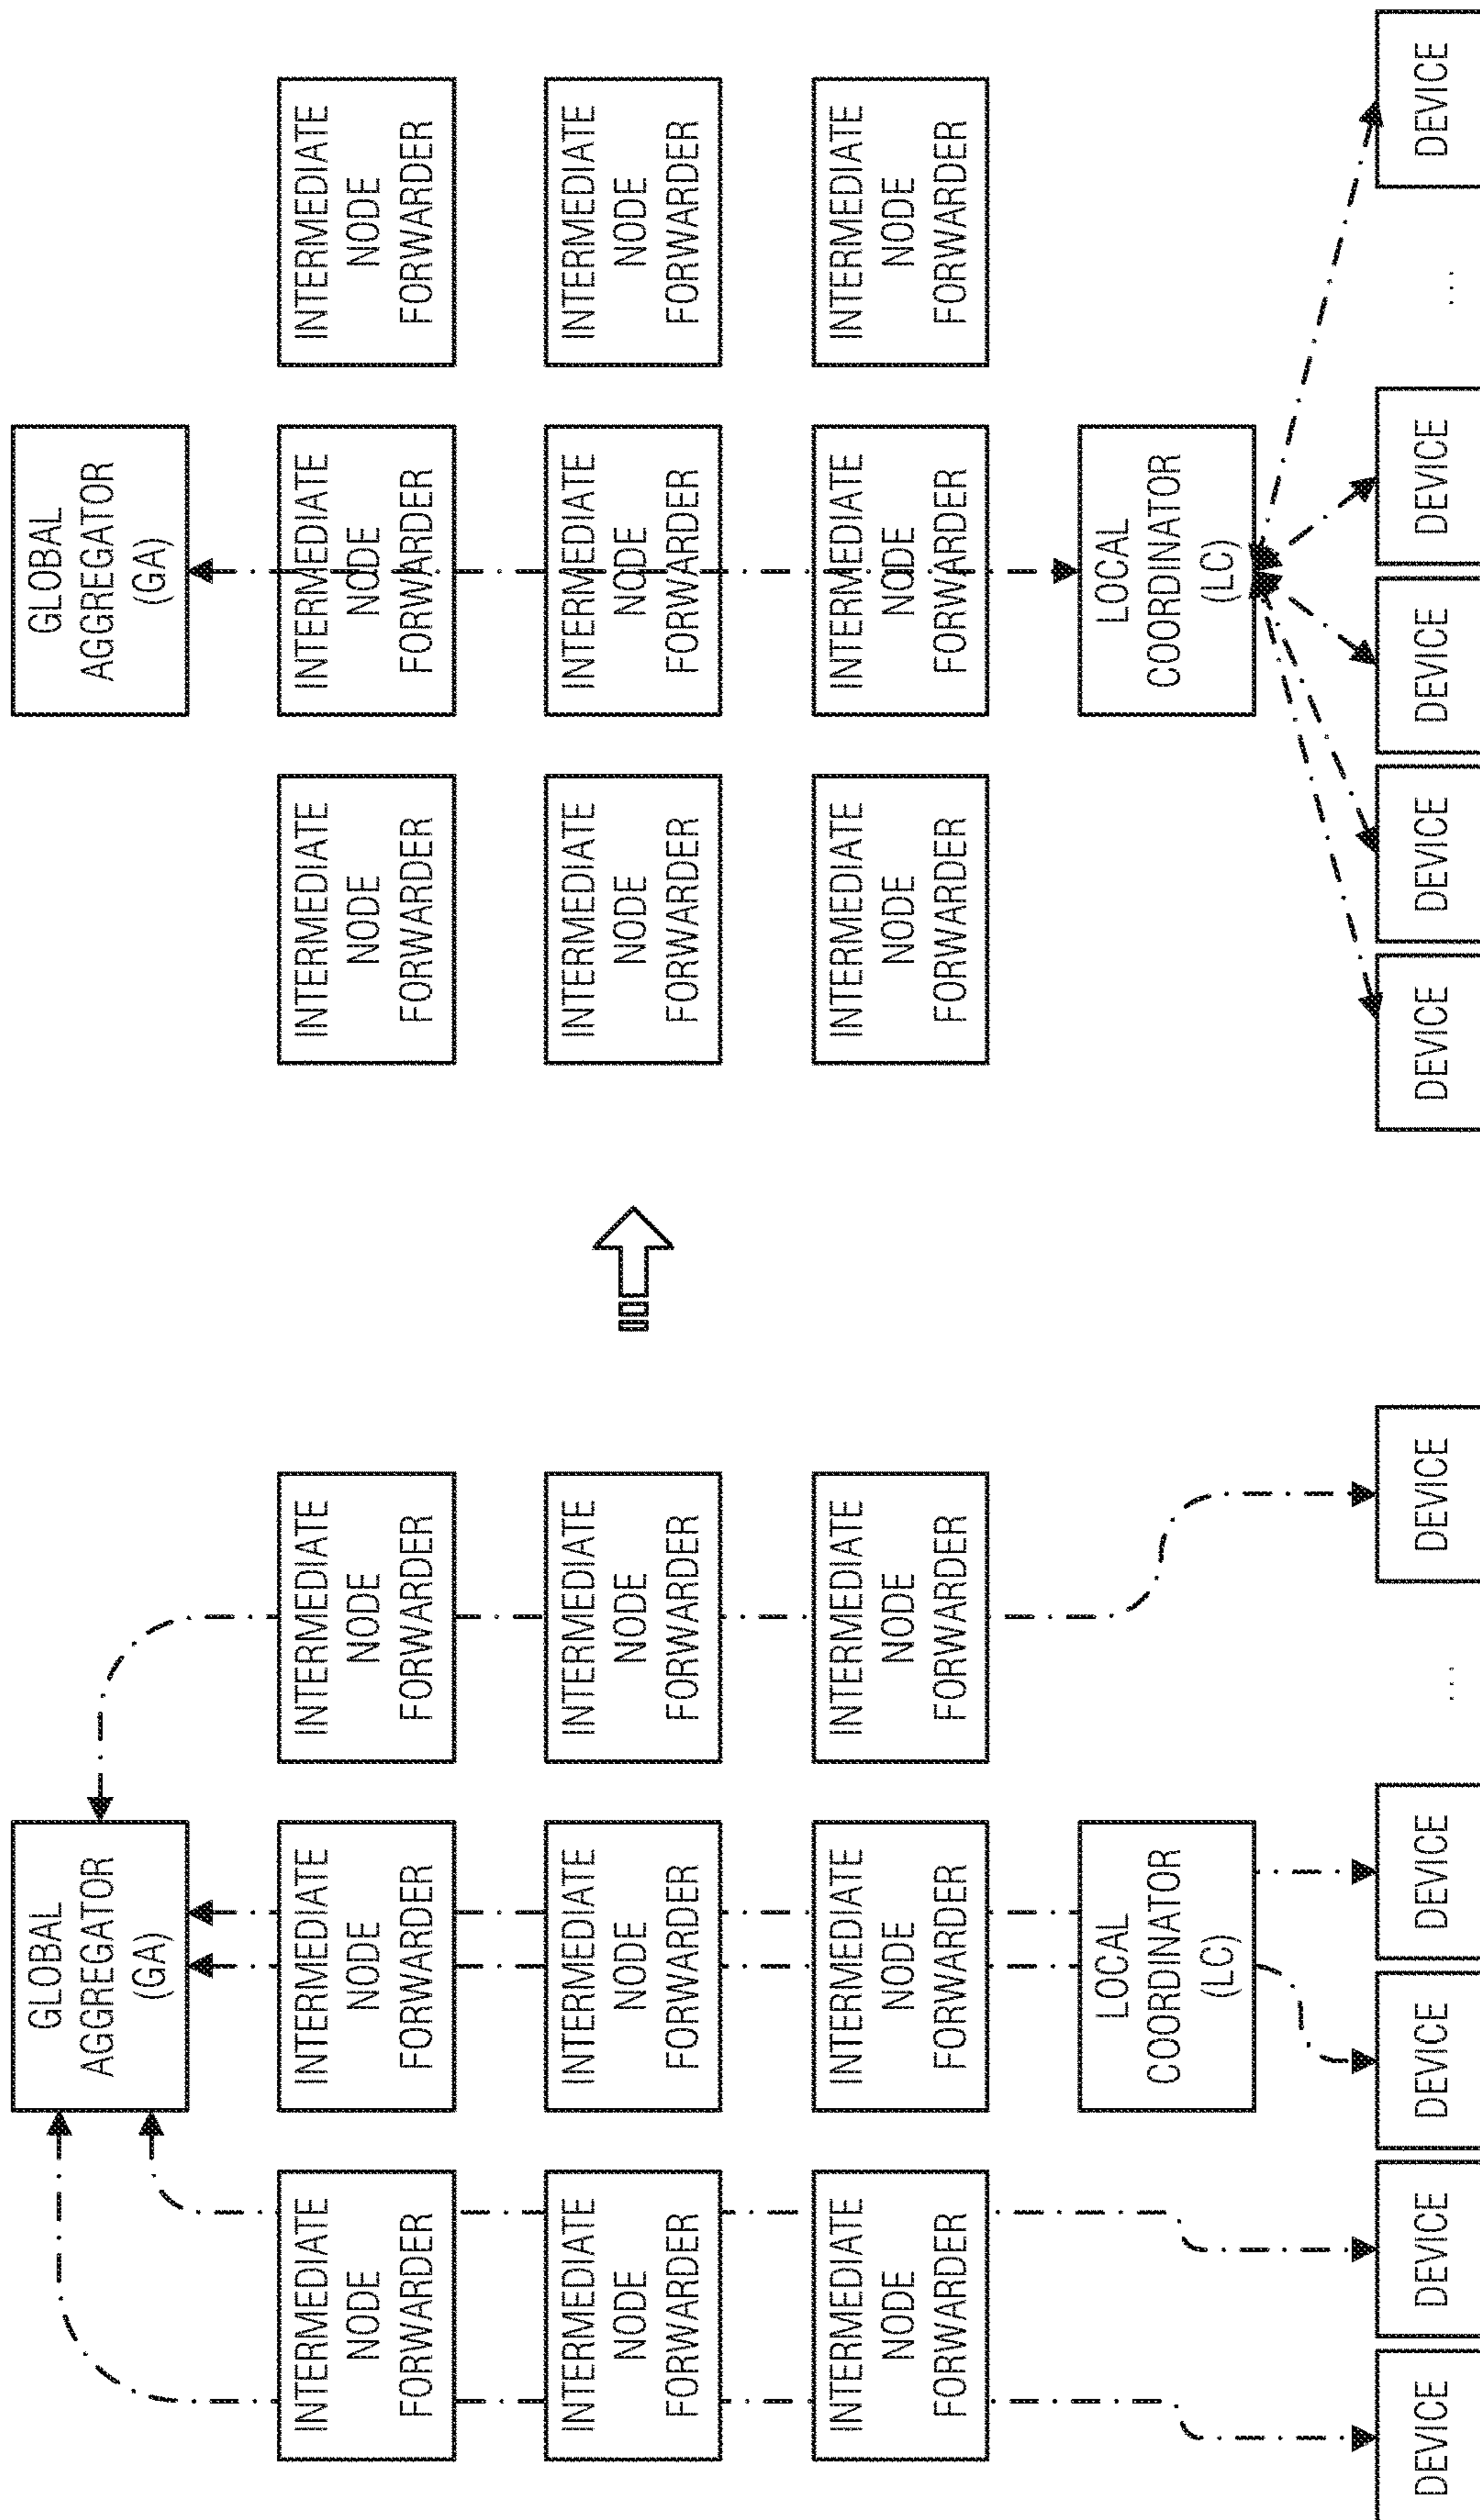 GLOBAL
AGGREGATOR
(GA)
INTERMEDIATE
NODE
FORWARDER
INTERMEDIATE
NODE
FORWARDER
INTERMEDIATE
NODE
FORWARDER
INTERMEDIATE
NODE
FORWARDER
INTERMEDIATE
NODE
FORWARDER
INTERMEDIATE
NODE
FORWARDER
INTERMEDIATE
NODE
FORWARDER
INTERMEDIATE
NODE
FORWARDER
INTERMEDIATE
NODE
FORWARDER
LOCAL
COORDINATOR
(LC)
DEVICE
DEVICE
DEVICE
DEVICE
...
DEVICE
GLOBAL
AGGREGATOR
(GA)
INTERMEDIATE
NODE
FORWARDER
INTERMEDIATE
NODE
FORWARDER
INTERMEDIATE
NODE
FORWARDER
INTERMEDIATE
NODE
FORWARDER
INTERMEDIATE
NODE
FORWARDER
INTERMEDIATE
NODE
FORWARDER
INTERMEDIATE
NODE
FORWARDER
INTERMEDIATE
NODE
FORWARDER
INTERMEDIATE
NODE
FORWARDER
LOCAL
COORDINATOR
(LC)
DEVICE
DEVICE
DEVICE
DEVICE
...
DEVICE